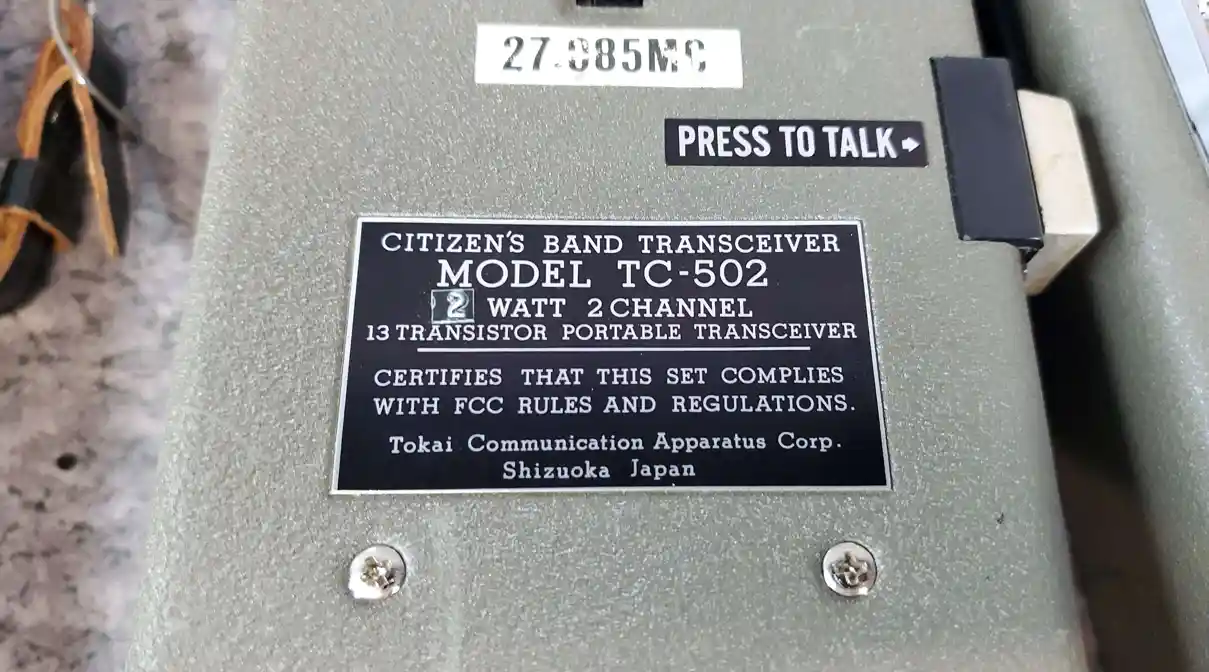 27.085MC
PRESS TO TALK→
CITIZEN'S BAND TRANSCEIVER
MODEL TC-502
2 WATT 2 CHANNEL
13 TRANSISTOR PORTABLE TRANSCEIVER
CERTIFIES THAT THIS SET COMPLIES
WITH FCC RULES AND REGULATIONS.
Tokai Communication Apparatus Corp.
Shizuoka Japan